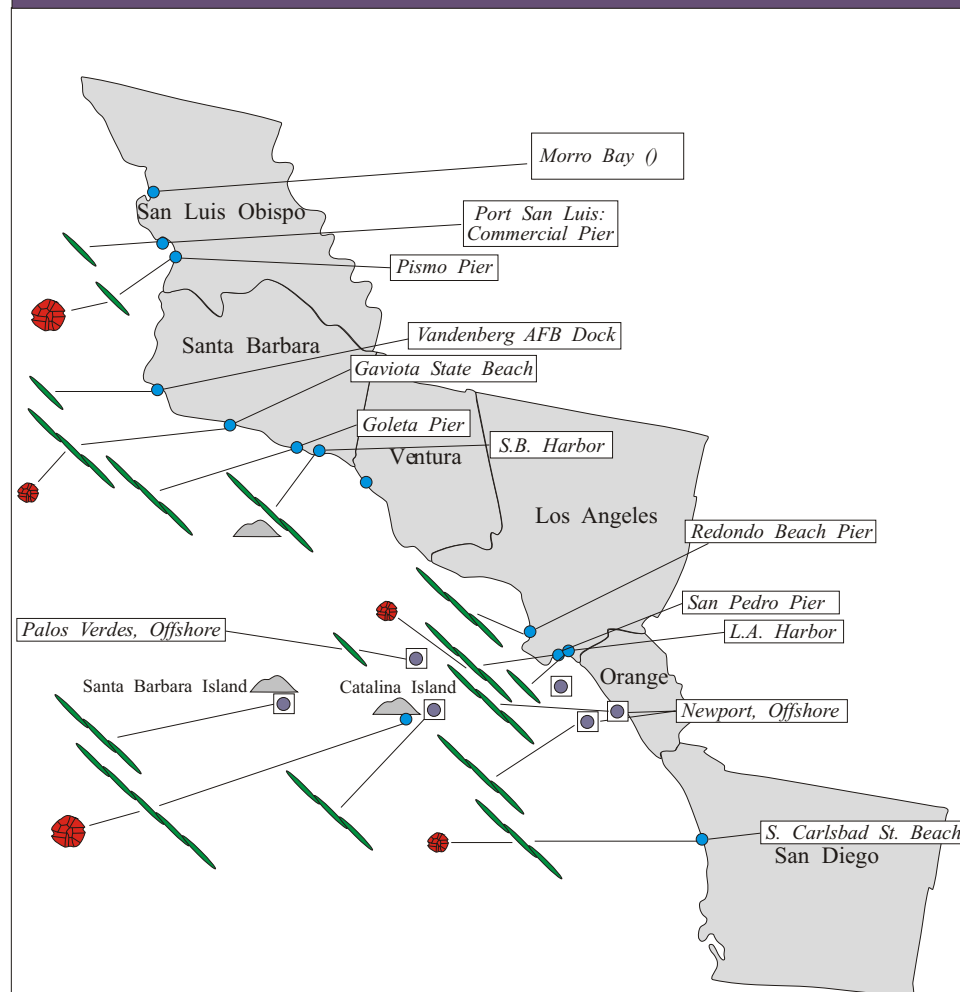 Morro Bay ()
San Luis Obispo
Port San Luis:
Commercial Pier
Pismo Pier
Vandenberg AFB Dock
Santa Barbara
Gaviota State Beach
Goleta Pier
S.B. Harbor
Ventura
Los Angeles
Redondo Beach Pier
San Pedro Pier
Palos Verdes, Offshore
L.A. Harbor
Orange
Santa Barbara Island
Catalina Island
Newport, Offshore
S. Carlsbad St. Beach
San Diego